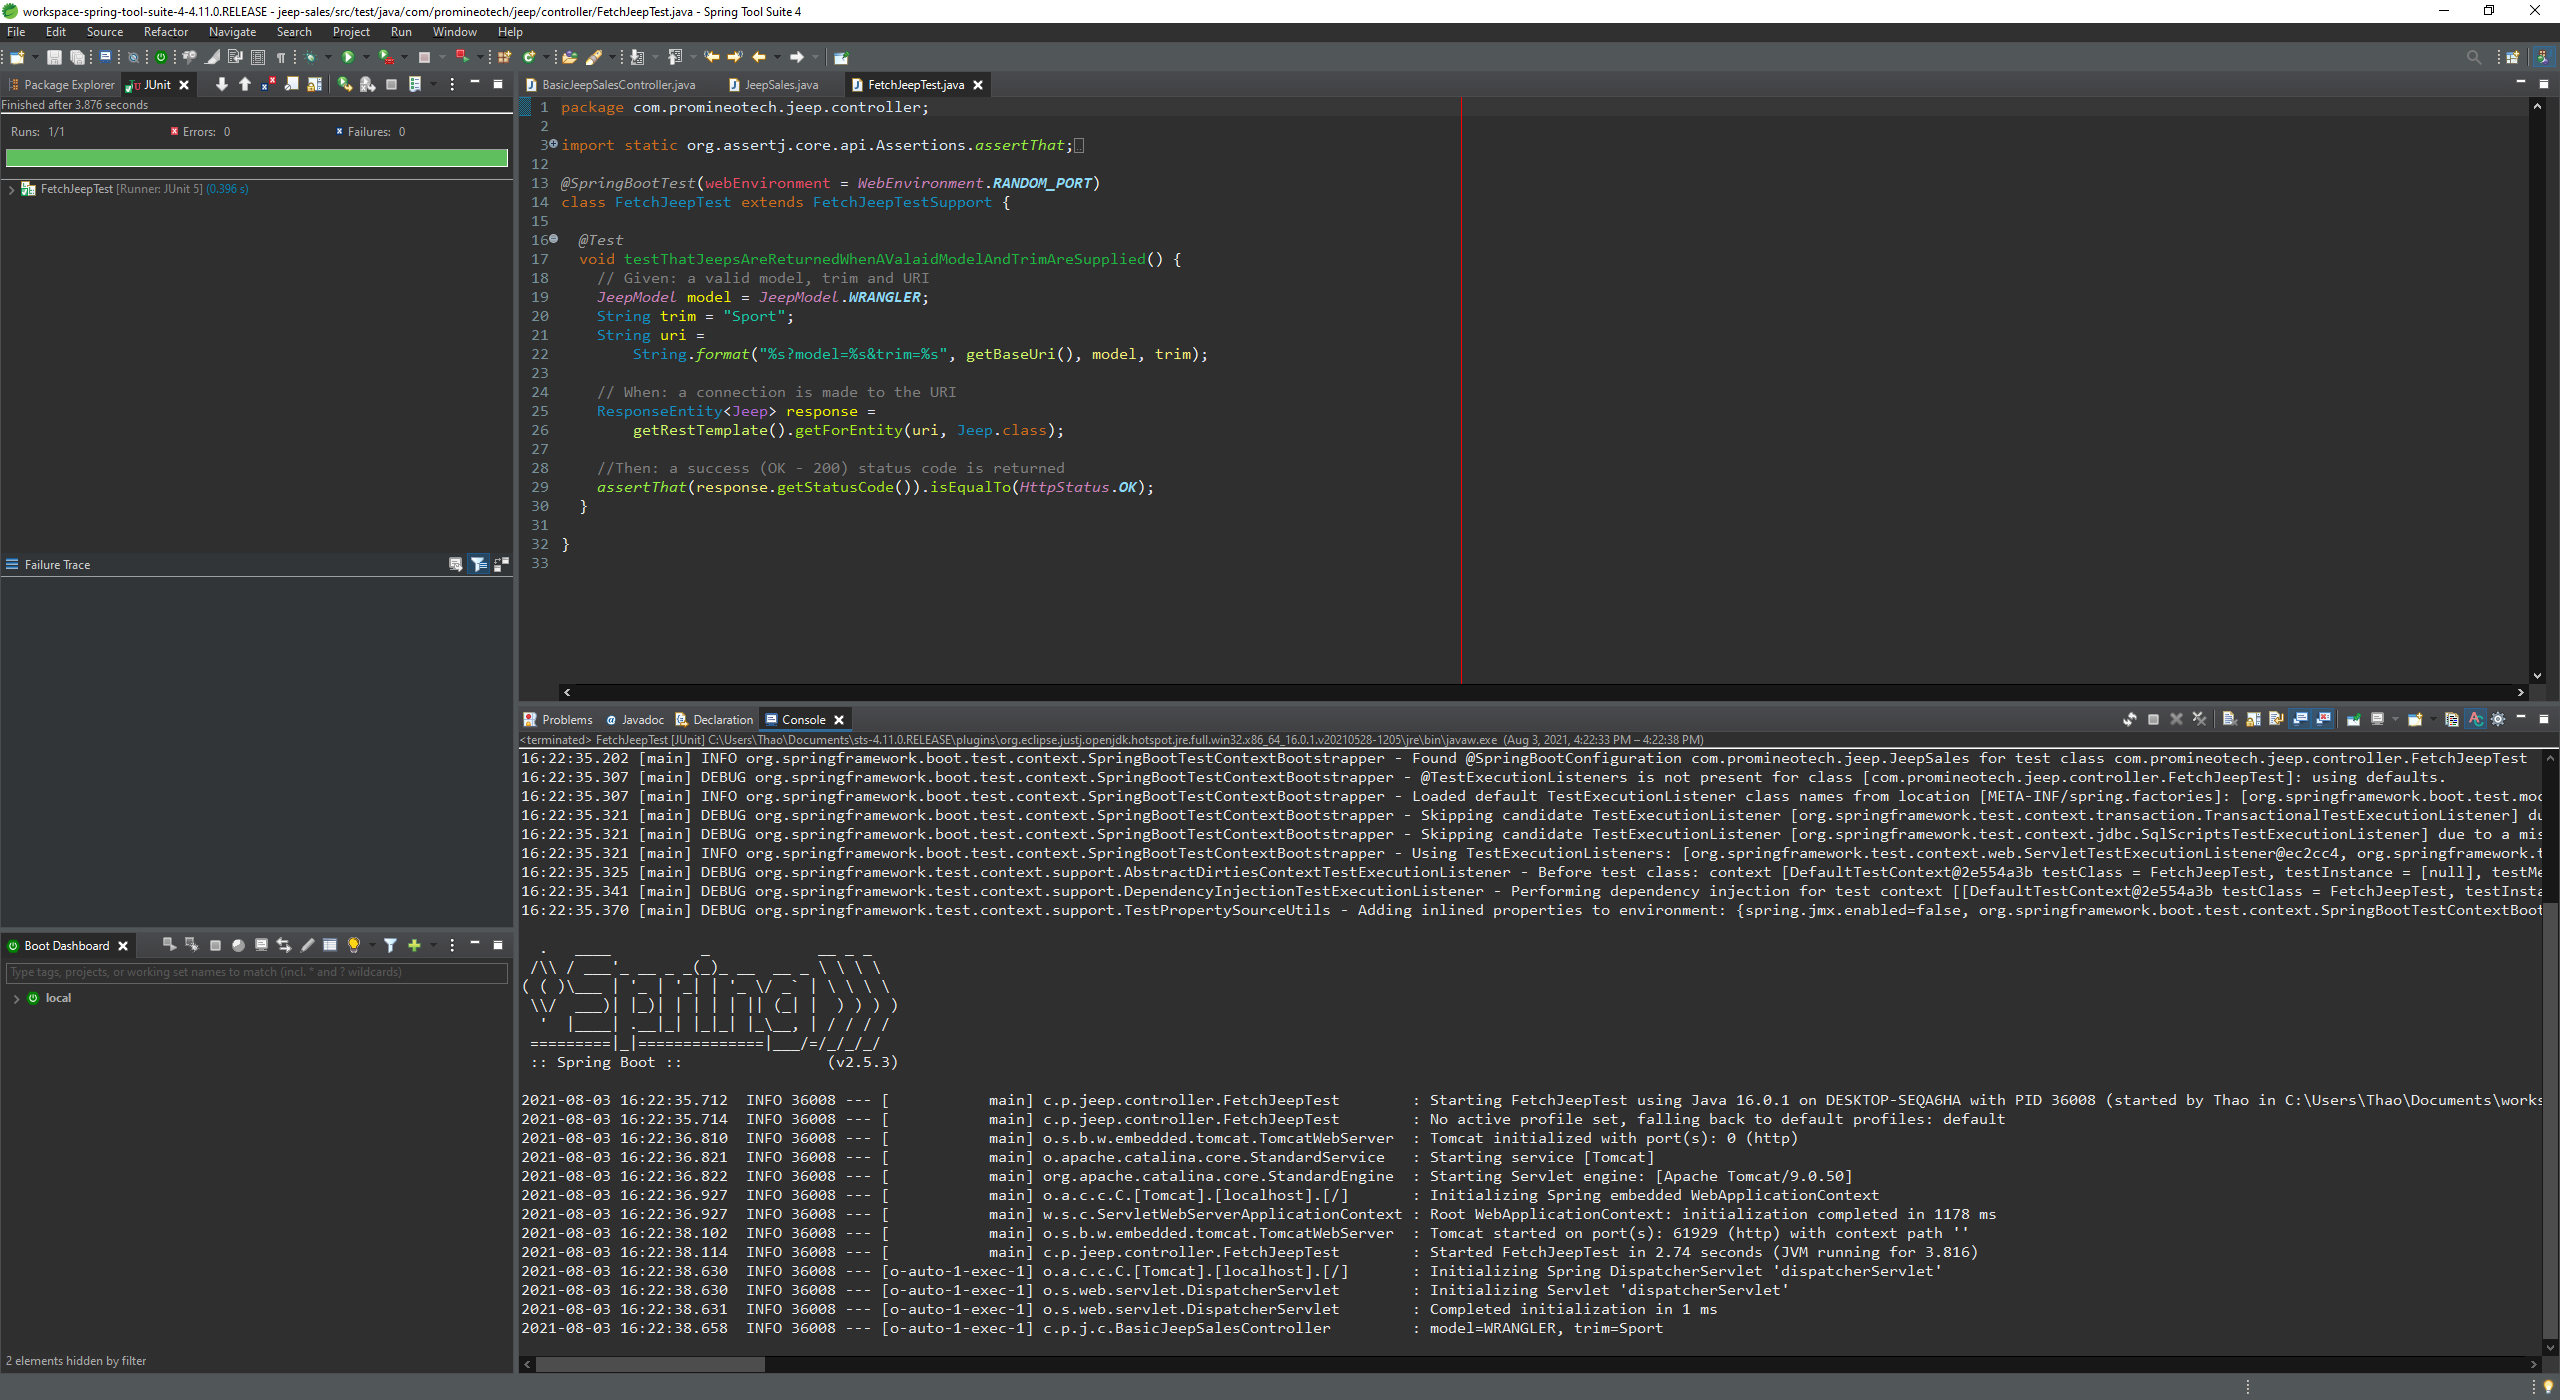 workspace-spring-tool-suite-4-4.11.0.RELEASE - jeep-sales/src/test/java/com/promineotech/jeep/controller/FetchJeepTest.java - Spring Tool Suite 4
File Edit Source Refactor Navigate Search Project Run Window Help
Package Explorer JUnit
Finished after 3.876 seconds
Runs: 1/1 Errors: 0 Failures: 0
FetchJeepTest [Runner: JUnit 5] (0.396 s)
Failure Trace
Boot Dashboard
Type tags, projects, or working set names to match (incl. * and ? wildcards)
local
2 elements hidden by filter
BasicJeepSalesController.java JeepSales.java FetchJeepTest.java
1 package com.promineotech.jeep.controller;
2
3 import static org.assertj.core.api.Assertions.assertThat;
12
13 @SpringBootTest(webEnvironment = WebEnvironment.RANDOM_PORT)
14 class FetchJeepTest extends FetchJeepTestSupport {
15
16 @Test
17 void testThatJeepsAreReturnedWhenAValaidModelAndTrimAreSupplied() {
18 // Given: a valid model, trim and URI
19 JeepModel model = JeepModel.WRANGLER;
20 String trim = "Sport";
21 String uri =
22 String.format("%s?model=%s&trim=%s", getBaseUri(), model, trim);
23
24 // When: a connection is made to the URI
25 ResponseEntity<Jeep> response =
26 getRestTemplate().getForEntity(uri, Jeep.class);
27
28 //Then: a success (OK - 200) status code is returned
29 assertThat(response.getStatusCode()).isEqualTo(HttpStatus.OK);
30 }
31
32 }
33
Problems Javadoc Declaration Console
<terminated> FetchJeepTest [JUnit] C:\Users\Thao\Documents\sts-4.11.0.RELEASE\plugins\org.eclipse.justj.openjdk.hotspot.jre.full.win32.x86_64_16.0.1.v20210528-1205\jre\bin\javaw.exe (Aug 3, 2021, 4:22:33 PM – 4:22:38 PM)
16:22:35.202 [main] INFO org.springframework.boot.test.context.SpringBootTestContextBootstrapper - Found @SpringBootConfiguration com.promineotech.jeep.JeepSales for test class com.promineotech.jeep.controller.FetchJeepTest
16:22:35.307 [main] DEBUG org.springframework.boot.test.context.SpringBootTestContextBootstrapper - @TestExecutionListeners is not present for class [com.promineotech.jeep.controller.FetchJeepTest]: using defaults.
16:22:35.307 [main] INFO org.springframework.boot.test.context.SpringBootTestContextBootstrapper - Loaded default TestExecutionListener class names from location [META-INF/spring.factories]: [org.springframework.boot.test.moc
16:22:35.321 [main] DEBUG org.springframework.boot.test.context.SpringBootTestContextBootstrapper - Skipping candidate TestExecutionListener [org.springframework.test.context.transaction.TransactionalTestExecutionListener] du
16:22:35.321 [main] DEBUG org.springframework.boot.test.context.SpringBootTestContextBootstrapper - Skipping candidate TestExecutionListener [org.springframework.test.context.jdbc.SqlScriptsTestExecutionListener] due to a mis
16:22:35.321 [main] INFO org.springframework.boot.test.context.SpringBootTestContextBootstrapper - Using TestExecutionListeners: [org.springframework.test.context.web.ServletTestExecutionListener@ec2cc4, org.springframework.t
16:22:35.325 [main] DEBUG org.springframework.test.context.support.AbstractDirtiesContextTestExecutionListener - Before test class: context [DefaultTestContext@2e554a3b testClass = FetchJeepTest, testInstance = [null], testMe
16:22:35.341 [main] DEBUG org.springframework.test.context.support.DependencyInjectionTestExecutionListener - Performing dependency injection for test context [[DefaultTestContext@2e554a3b testClass = FetchJeepTest, testInsta
16:22:35.370 [main] DEBUG org.springframework.test.context.support.TestPropertySourceUtils - Adding inlined properties to environment: {spring.jmx.enabled=false, org.springframework.boot.test.context.SpringBootTestContextBoot
Spring
:: Spring Boot :: (v2.5.3)
2021-08-03 16:22:35.712 INFO 36008 --- [ main] c.p.jeep.controller.FetchJeepTest : Starting FetchJeepTest using Java 16.0.1 on DESKTOP-SEQA6HA with PID 36008 (started by Thao in C:\Users\Thao\Documents\works
2021-08-03 16:22:35.714 INFO 36008 --- [ main] c.p.jeep.controller.FetchJeepTest : No active profile set, falling back to default profiles: default
2021-08-03 16:22:36.810 INFO 36008 --- [ main] o.s.b.w.embedded.tomcat.TomcatWebServer : Tomcat initialized with port(s): 0 (http)
2021-08-03 16:22:36.821 INFO 36008 --- [ main] o.apache.catalina.core.StandardService : Starting service [Tomcat]
2021-08-03 16:22:36.822 INFO 36008 --- [ main] org.apache.catalina.core.StandardEngine : Starting Servlet engine: [Apache Tomcat/9.0.50]
2021-08-03 16:22:36.927 INFO 36008 --- [ main] o.a.c.c.C.[Tomcat].[localhost].[/] : Initializing Spring embedded WebApplicationContext
2021-08-03 16:22:36.927 INFO 36008 --- [ main] w.s.c.ServletWebServerApplicationContext : Root WebApplicationContext: initialization completed in 1178 ms
2021-08-03 16:22:38.102 INFO 36008 --- [ main] o.s.b.w.embedded.tomcat.TomcatWebServer : Tomcat started on port(s): 61929 (http) with context path ''
2021-08-03 16:22:38.114 INFO 36008 --- [ main] c.p.jeep.controller.FetchJeepTest : Started FetchJeepTest in 2.74 seconds (JVM running for 3.816)
2021-08-03 16:22:38.630 INFO 36008 --- [o-auto-1-exec-1] o.a.c.c.C.[Tomcat].[localhost].[/] : Initializing Spring DispatcherServlet 'dispatcherServlet'
2021-08-03 16:22:38.630 INFO 36008 --- [o-auto-1-exec-1] o.s.web.servlet.DispatcherServlet : Initializing Servlet 'dispatcherServlet'
2021-08-03 16:22:38.631 INFO 36008 --- [o-auto-1-exec-1] o.s.web.servlet.DispatcherServlet : Completed initialization in 1 ms
2021-08-03 16:22:38.658 INFO 36008 --- [o-auto-1-exec-1] c.p.j.c.BasicJeepSalesController : model=WRANGLER, trim=Sport